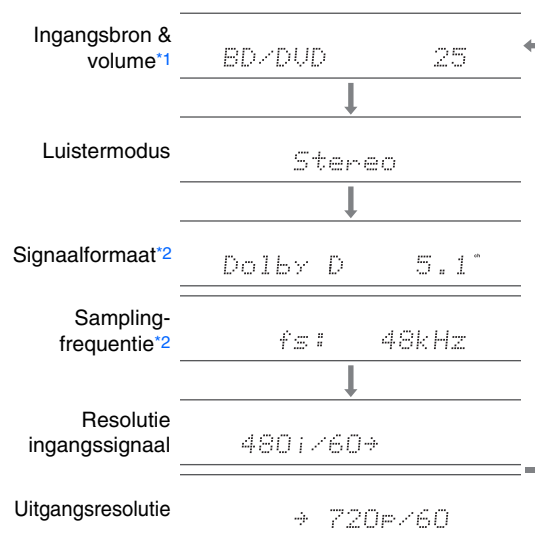 Ingangsbron &
volume*1
BD/DVD 25
Luistermodus
Stereo
Signaalformaat*2
Dolby D 5.1ch
Sampling-
frequentie*2
fs: 48kHz
Resolutie
ingangssignaal
480i/60→
Uitgangsresolutie
→ 720p/60